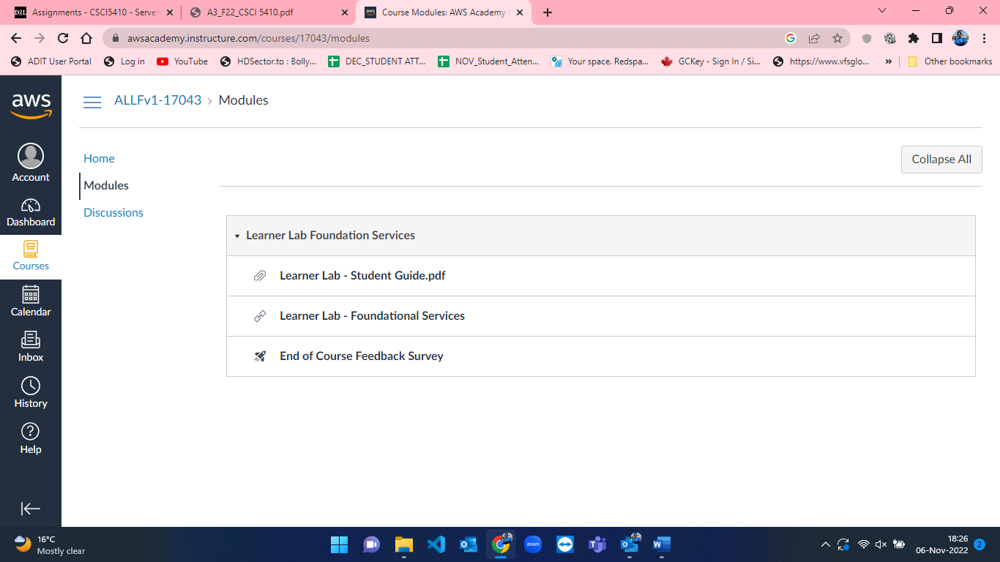 D2L Assignments - CSCI5410 - Server
A3_F22_CSCI 5410.pdf
aws Course Modules: AWS Academy
awsacademy.instructure.com/courses/17043/modules
ADIT User Portal
Log in
YouTube
HDSector.to : Bolly...
DEC_STUDENT ATT...
NOV_Student_Atten...
Your space. Redspa...
GCKey - Sign In / Si...
https://www.vfsglo...
»
Other bookmarks
aws
ALLFv1-17043 > Modules
Account
Dashboard
Courses
Calendar
Inbox
History
Help
Home
Modules
Discussions
Collapse All
Learner Lab Foundation Services
Learner Lab - Student Guide.pdf
Learner Lab - Foundational Services
End of Course Feedback Survey
16°C
Mostly clear
zoom
18:26
06-Nov-2022
2